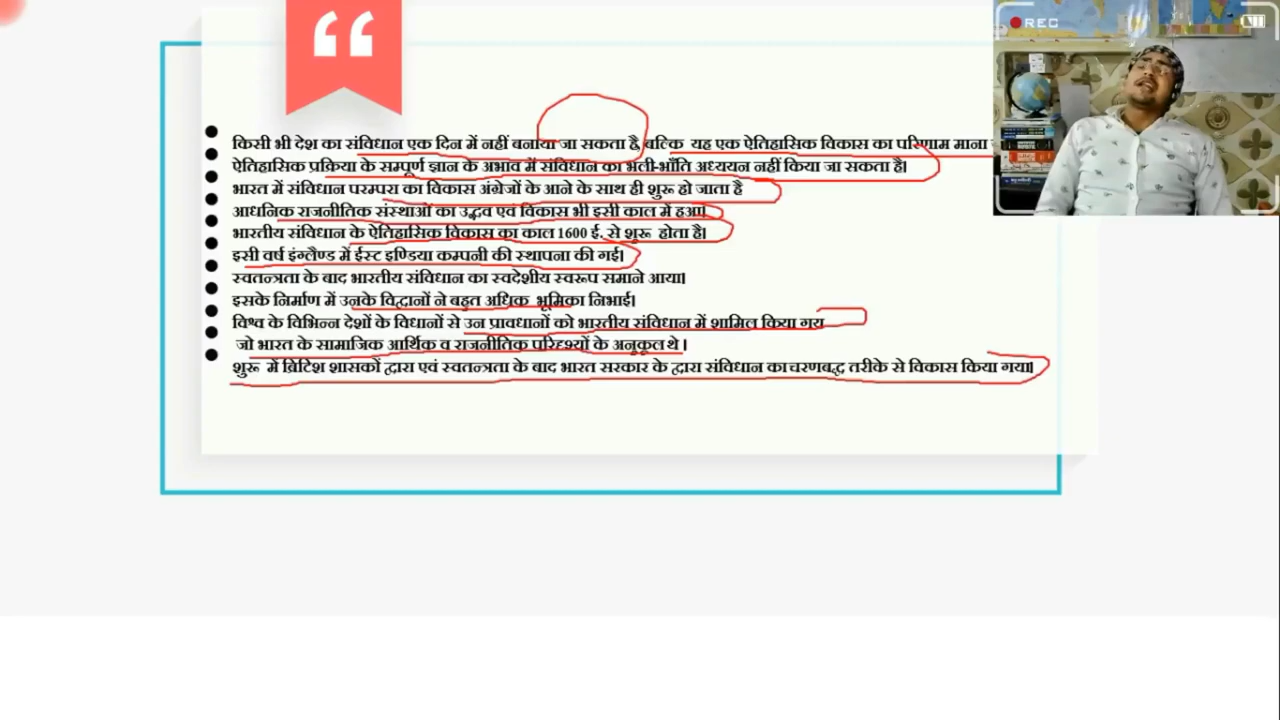 REC
किसी भी देश का संविधान एक दिन में नहीं बनाया जा सकता है, बल्कि यह एक ऐतिहासिक विकास का परिणाम माना
ऐतिहासिक प्रक्रिया के सम्पूर्ण ज्ञान के अभाव में संविधान का भली-भाँति अध्ययन नहीं किया जा सकता है।
भारत में संविधान परम्परा का विकास अंग्रेजों के आने के साथ ही शुरू हो जाता है
आधनिक राजनीतिक संस्थाओं का उद्भव एवं विकास भी इसी काल में हुआ।
भारतीय संविधान के ऐतिहासिक विकास का काल 1600 ई. से शुरू होता है।
इसी वर्ष इंग्लैण्ड में ईस्ट इण्डिया कम्पनी की स्थापना की गई।
स्वतन्त्रता के बाद भारतीय संविधान का स्वदेशीय स्वरूप समाने आया।
इसके निर्माण में उनके विद्वानों ने बहुत अधिक भूमिका निभाई।
विश्व के विभिन्न देशों के विधानों से उन प्रावधानों को भारतीय संविधान में शामिल किया गय
जो भारत के सामाजिक आर्थिक व राजनीतिक परिदृश्यों के अनुकूल थे ।
शुरू में ब्रिटिश शासकों द्वारा एवं स्वतन्त्रता के बाद भारत सरकार के द्वारा संविधान का चरणबद्ध तरीके से विकास किया गया।